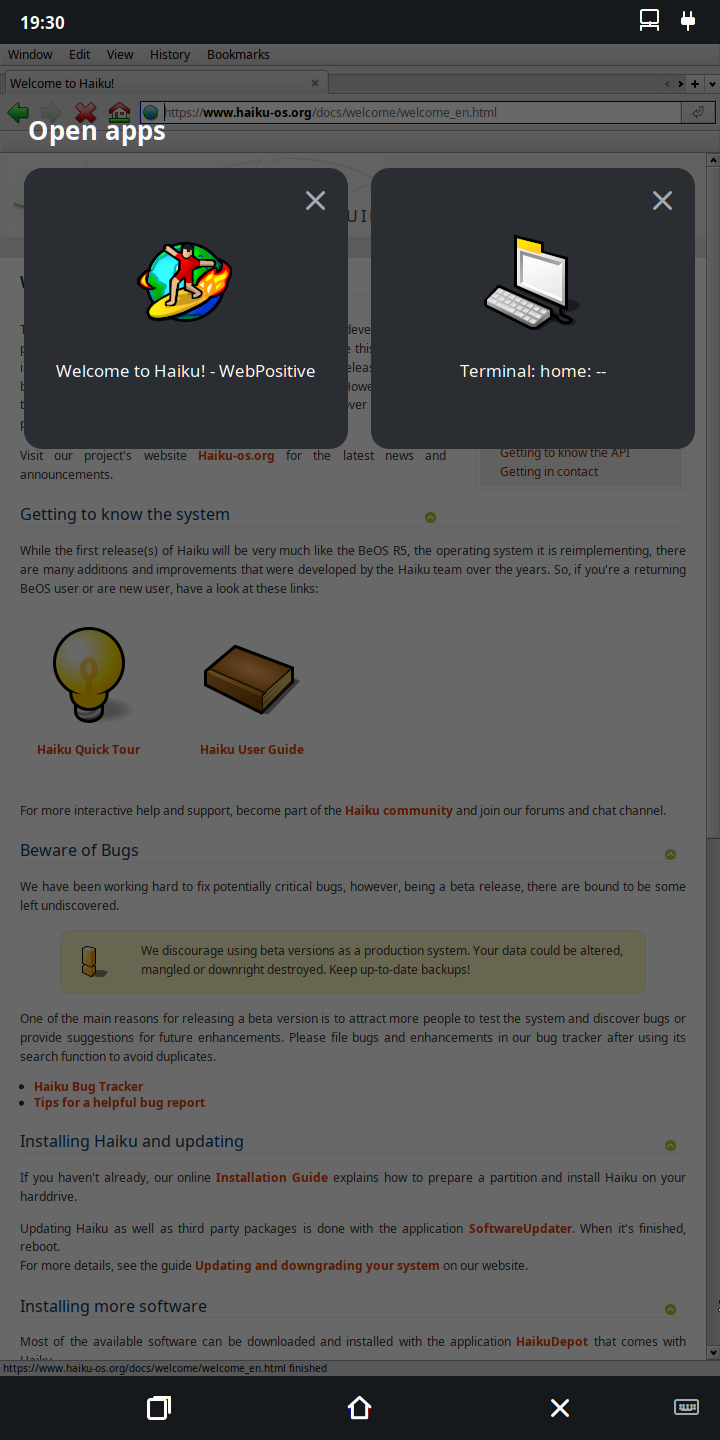 19:30
Window Edit View History Bookmarks
Welcome to Haiku!
https://www.haiku-os.org/docs/welcome/welcome_en.html
Open apps
UI
W
T
deve
p
e this
i
eleas
b
Howe
t
over
p
Welcome to Haiku! - WebPositive
Terminal: home: --
Getting to know the API
Visit our project's website Haiku-os.org for the latest news and
Getting in contact
announcements.
Getting to know the system
While the first release(s) of Haiku will be very much like the BeOS R5, the operating system it is reimplementing, there
are many additions and improvements that were developed by the Haiku team over the years. So, if you're a returning
BeOS user or are new user, have a look at these links:
Haiku Quick Tour Haiku User Guide
For more interactive help and support, become part of the Haiku community and join our forums and chat channel.
Beware of Bugs
We have been working hard to fix potentially critical bugs, however, being a beta release, there are bound to be some
left undiscovered.
We discourage using beta versions as a production system. Your data could be altered,
mangled or downright destroyed. Keep up-to-date backups!
One of the main reasons for releasing a beta version is to attract more people to test the system and discover bugs or
provide suggestions for future enhancements. Please file bugs and enhancements in our bug tracker after using its
search function to avoid duplicates.
Haiku Bug Tracker
Tips for a helpful bug report
Installing Haiku and updating
If you haven't already, our online Installation Guide explains how to prepare a partition and install Haiku on your
harddrive.
Updating Haiku as well as third party packages is done with the application SoftwareUpdater. When it's finished,
reboot.
For more details, see the guide Updating and downgrading your system on our website.
Installing more software
Most of the available software can be downloaded and installed with the application HaikuDepot that comes with
Haiku.
https://www.haiku-os.org/docs/welcome/welcome_en.html finished